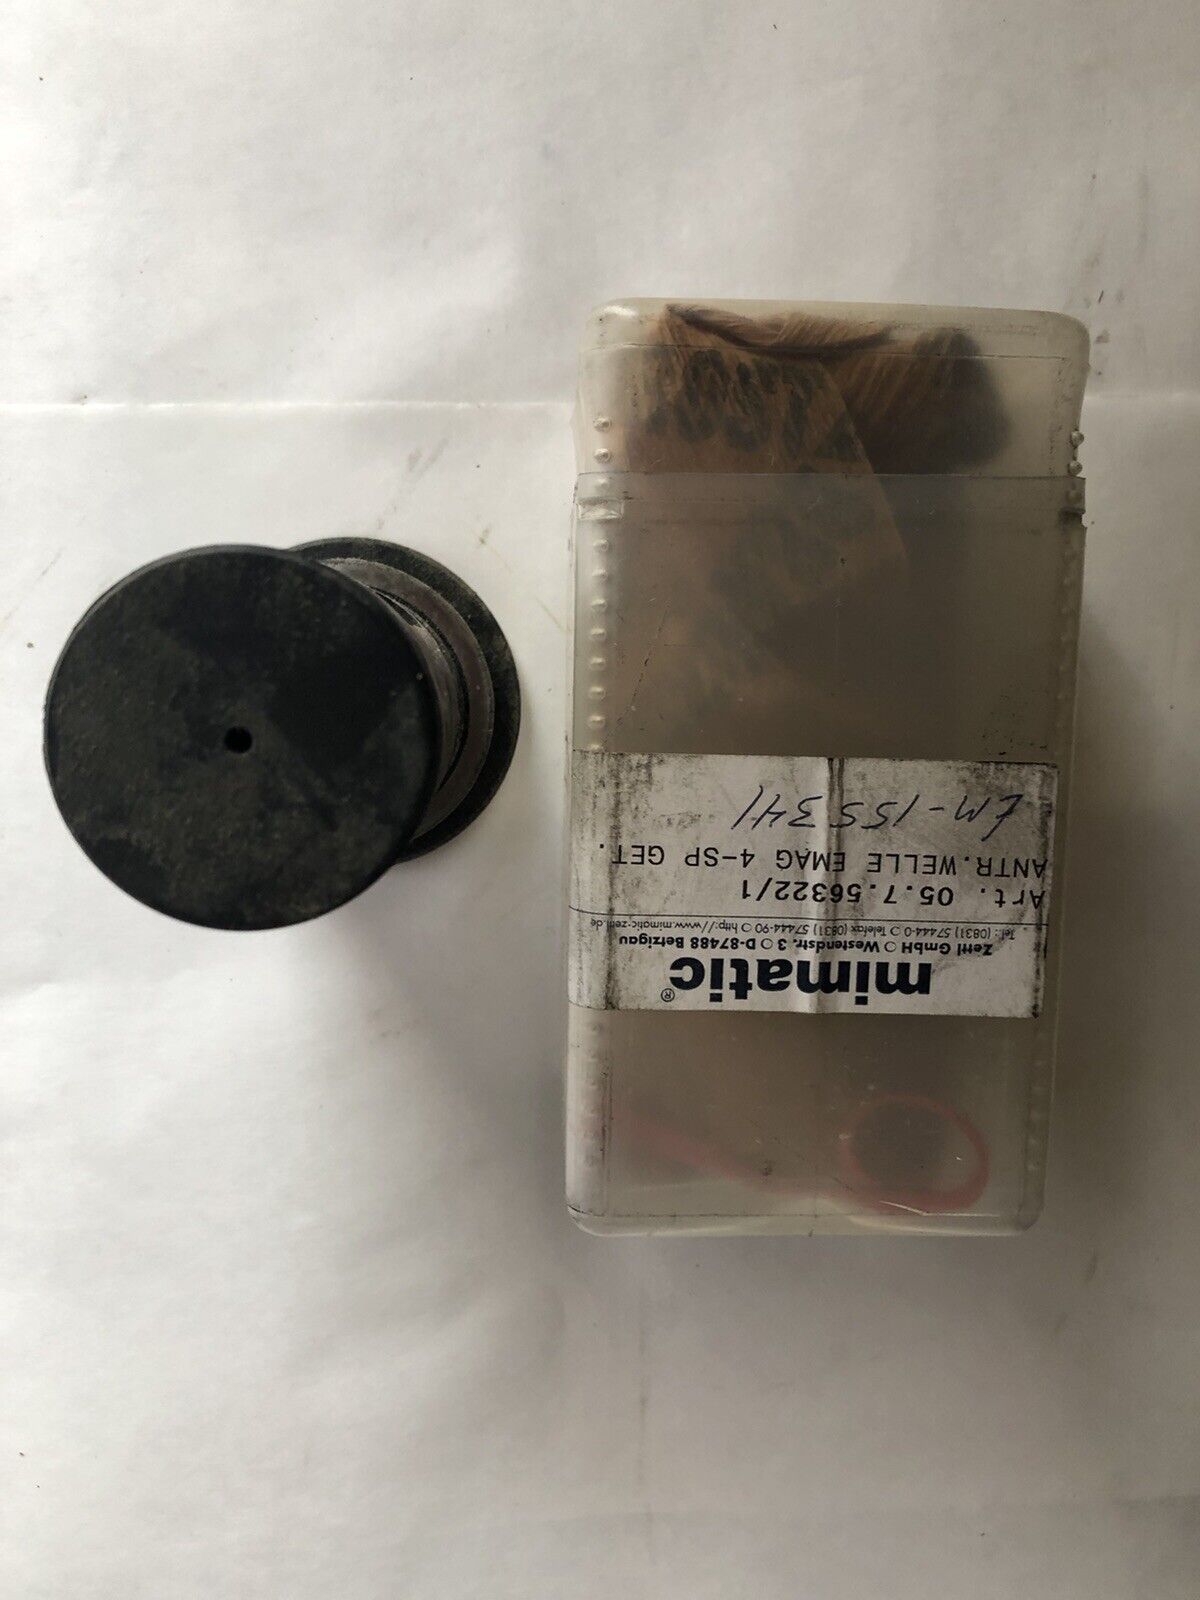 mimatic®
Zettl GmbH ○ Westendstr. 3 ○ D-87488 Betzigau
Tel.: (0831) 57444-0 ○ Telefax (0831) 57444-90 ○ http://www.mimatic-zettl.de
Art. 05.7.56322/1
ANTR.WELLE EMAG 4-SP GET.
EM-155341